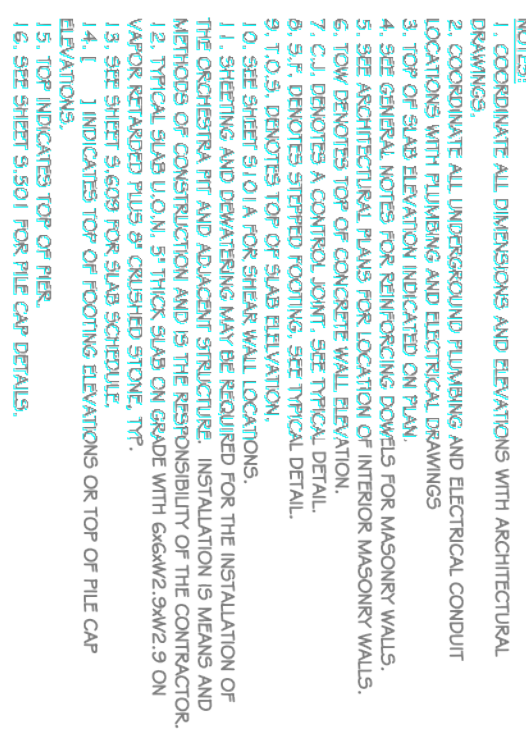 NOTES:
1. COORDINATE ALL DIMENSIONS AND ELEVATIONS WITH ARCHITECTURAL
DRAWINGS.
2. COORDINATE ALL UNDERGROUND PLUMBING AND ELECTRICAL CONDUIT
LOCATIONS WITH PLUMBING AND ELECTRICAL DRAWINGS
3. TOP OF SLAB ELEVATION INDICATED ON PLAN
4. SEE GENERAL NOTES FOR REINFORCING DOWELS FOR MASONRY WALLS.
5. SEE ARCHITECTURAL PLANS FOR LOCATION OF INTERIOR MASONRY WALLS.
6. TOW DENOTES TOP OF CONCRETE WALL ELEVATION.
7. C.J. DENOTES A CONTROL JOINT, SEE TYPICAL DETAIL.
8. S.F. DENOTES STEPPED FOOTING, SEE TYPICAL DETAIL.
9. T.O.S. DENOTES TOP OF SLAB ELELVATION.
10. SEE SHEET S101A FOR SHEAR WALL LOCATIONS.
11. SHEETING AND DEWATERING MAY BE REQUIRED FOR THE INSTALLATION OF
THE ORCHESTRA PIT AND ADJACENT STRUCTURE. INSTALLATION IS MEANS AND
METHODS OF CONSTRUCTION AND IS THE RESPONSIBILITY OF THE CONTRACTOR.
12. TYPICAL SLAB U.O.N. 5" THICK SLAB ON GRADE WITH 6x6xW2.9xW2.9 ON
VAPOR RETARDED PLUS 8" CRUSHED STONE, TYP.
13. SEE SHEET S.609 FOR SLAB SCHEDULE.
14. [ ] INDICATES TOP OF FOOTING ELEVATIONS OR TOP OF PILE CAP
ELEVATIONS.
15. TOP INDICATES TOP OF PIER.
16. SEE SHEET S.501 FOR PILE CAP DETAILS.